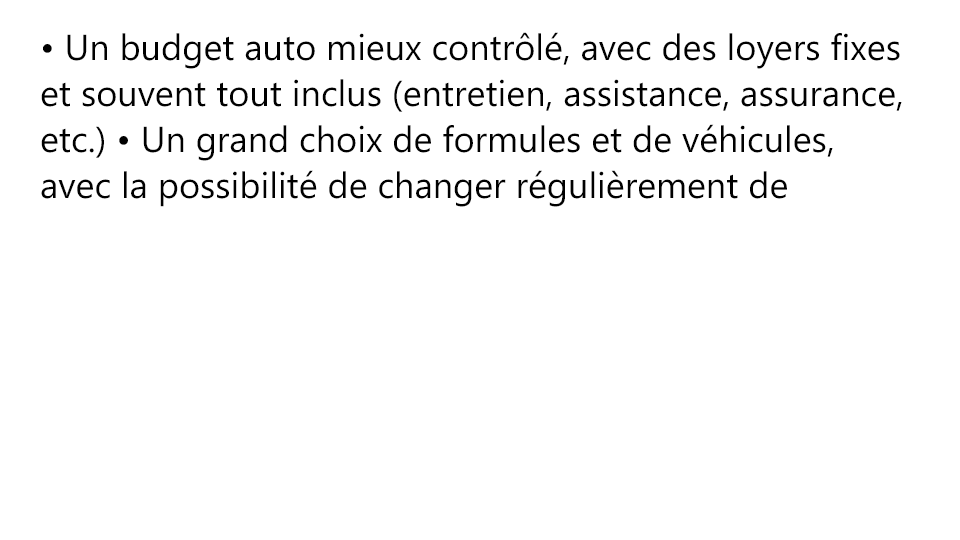 • Un budget auto mieux contrôlé, avec des loyers fixes
et souvent tout inclus (entretien, assistance, assurance,
etc.) • Un grand choix de formules et de véhicules,
avec la possibilité de changer régulièrement de